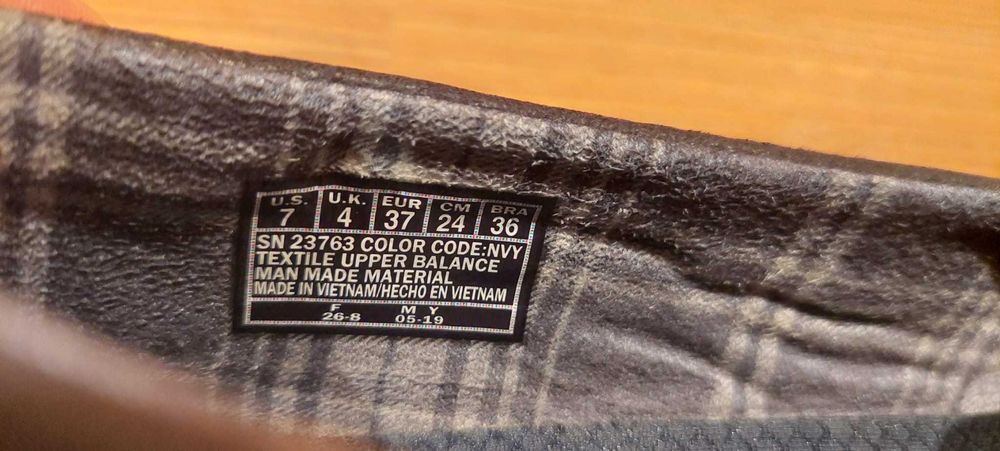 U.S. U.K. EUR CM BRA
7 4 37 24 36
SN 23763 COLOR CODE:NVY
TEXTILE UPPER BALANCE
MAN MADE MATERIAL
MADE IN VIETNAM/HECHO EN VIETNAM
F M Y
26-8 05-19